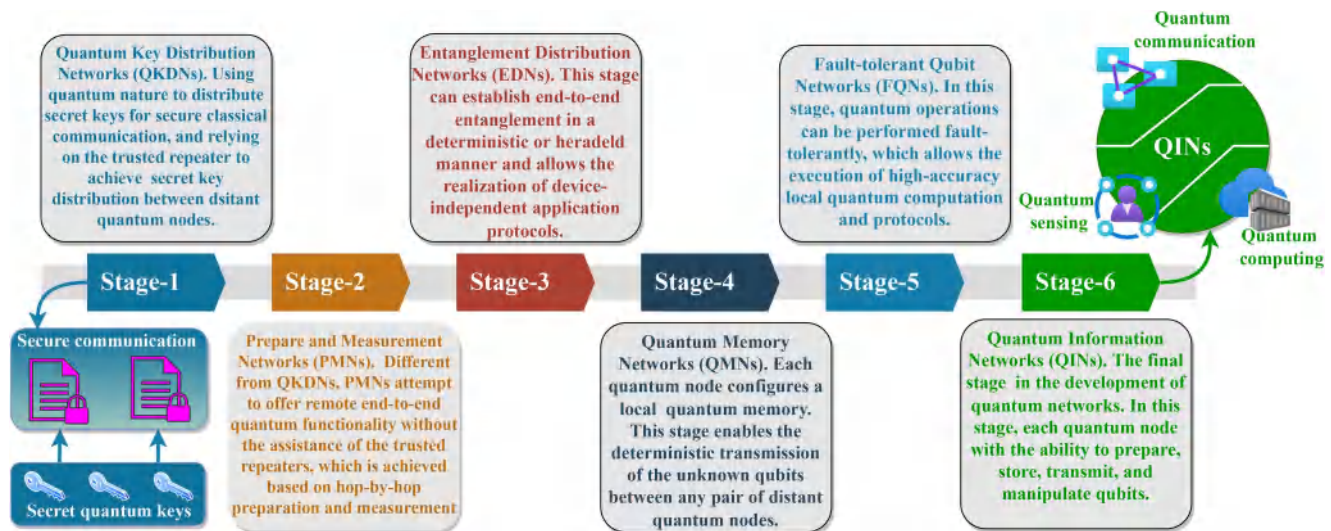 Quantum Key Distribution
Networks (QKDNs). Using
quantum nature to distribute
secret keys for secure classical
communication, and relying
on the trusted repeater to
achieve secret key
distribution between dsitant
quantum nodes.
Entanglement Distribution
Networks (EDNs). This stage
can establish end-to-end
entanglement in a
deterministic or heradeld
manner and allows the
realization of device-
independent application
protocols.
Fault-tolerant Qubit
Networks (FQNs). In this
stage, quantum operations
can be performed fault-
tolerantly, which allows the
execution of high-accuracy
local quantum computation
and protocols.
Quantum
communication
QINs
Quantum
sensing
Quantum
computing
Stage-1
Stage-2
Stage-3
Stage-4
Stage-5
Stage-6
Secure communication
Secret quantum keys
Prepare and Measurement
Networks (PMNs). Different
from QKDNs, PMNs attempt
to offer remote end-to-end
quantum functionality without
the assistance of the trusted
repeaters, which is achieved
based on hop-by-hop
preparation and measurement
Quantum Memory
Networks (QMNs). Each
quantum node configures a
local quantum memory.
This stage enables the
deterministic transmission
of the unknown qubits
between any pair of distant
quantum nodes.
Quantum Information
Networks (QINs). The final
stage in the development of
quantum networks. In this
stage, each quantum node
with the ability to prepare,
store, transmit, and
manipulate qubits.